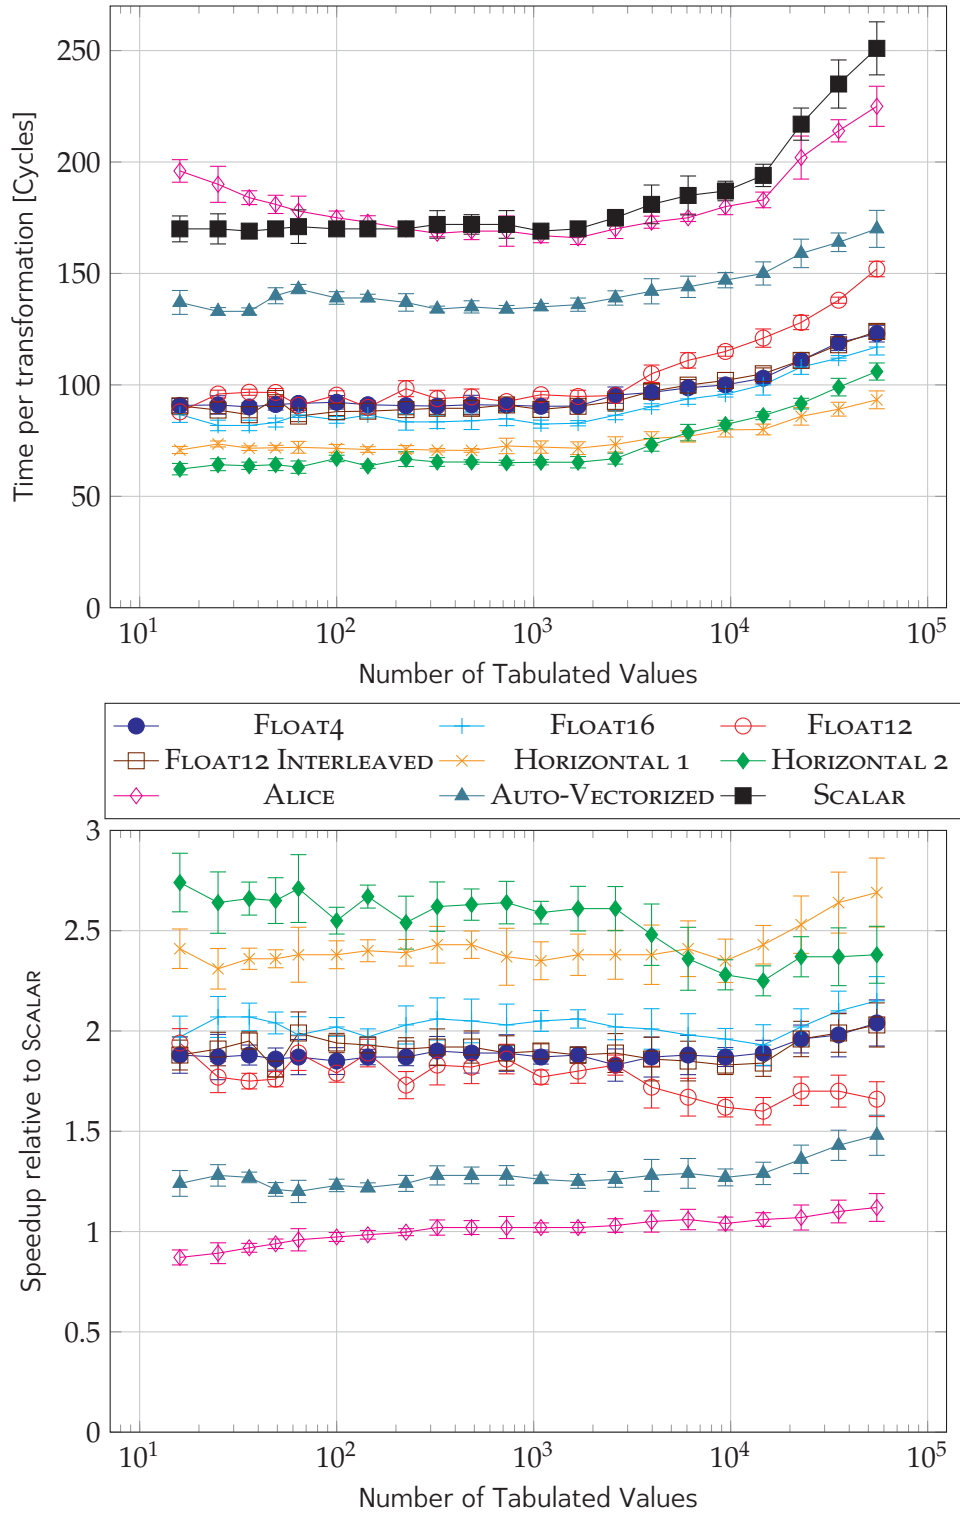 250
200
150
100
50
0
Time per transformation [Cycles]
10^1 10^2 10^3 10^4 10^5
Number of Tabulated Values
Float4 Float16 Float12
Float12 Interleaved Horizontal 1 Horizontal 2
Alice Auto-Vectorized Scalar
3
2.5
2
1.5
1
0.5
0
Speedup relative to Scalar
10^1 10^2 10^3 10^4 10^5
Number of Tabulated Values